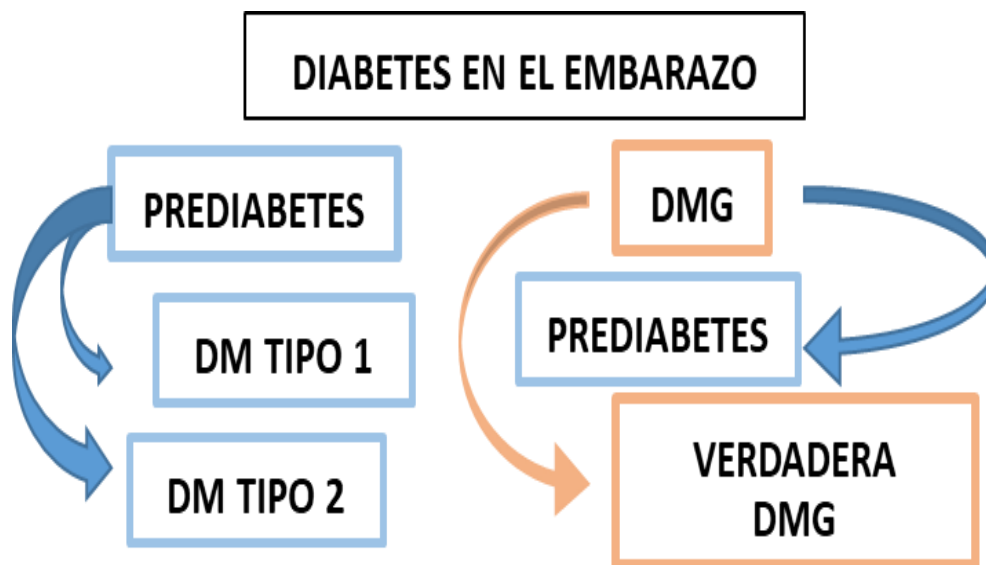 DIABETES EN EL EMBARAZO
PREDIABETES
DM TIPO 1
DM TIPO 2
DMG
PREDIABETES
VERDADERA
DMG